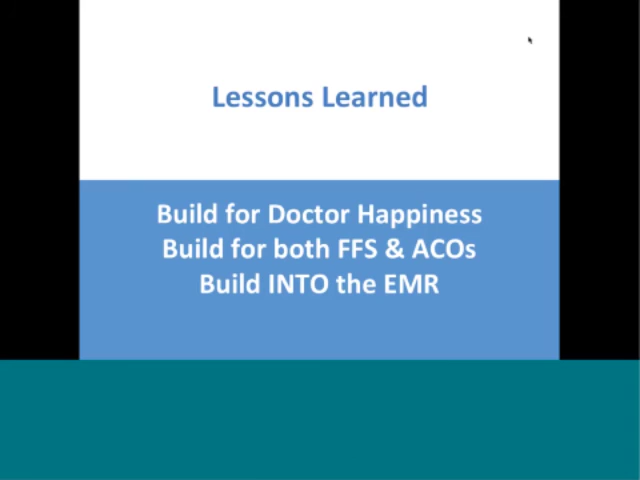 Lessons Learned
Build for Doctor Happiness
Build for both FFS & ACOs
Build INTO the EMR